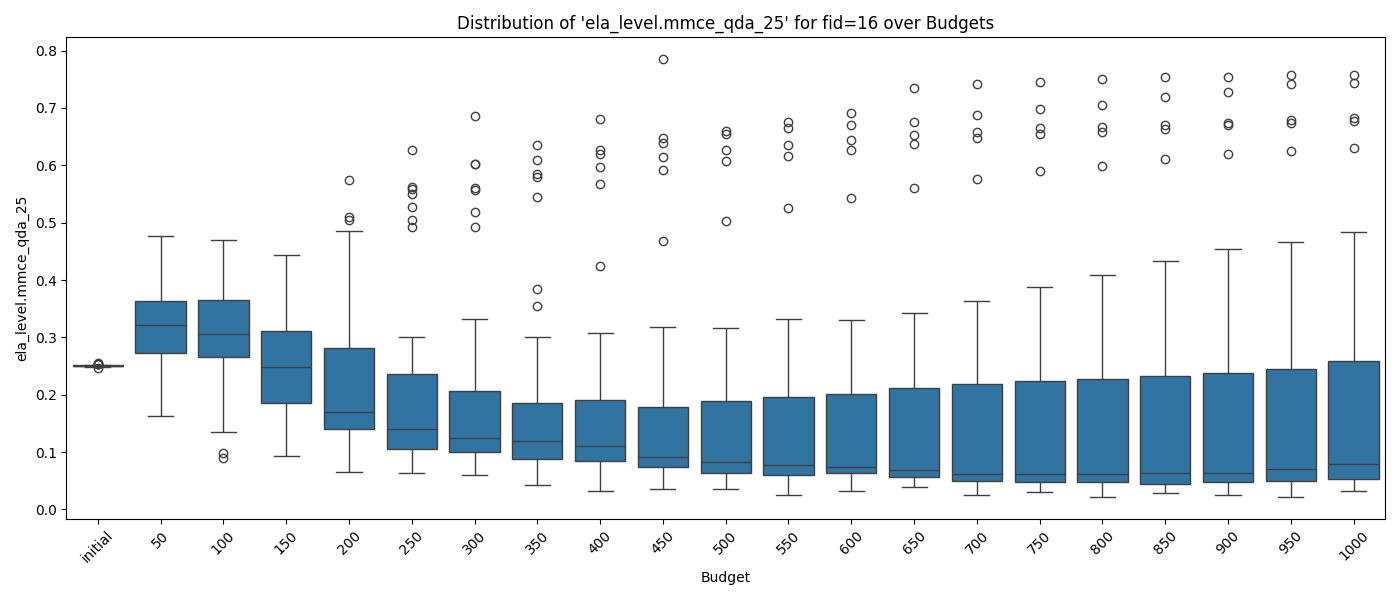 Distribution of 'ela_level.mmce_qda_25' for fid=16 over Budgets
ela_level.mmce_qda_25
0.8
0.7
0.6
0.5
0.4
0.3
0.2
0.1
0.0
initial 50 100 150 200 250 300 350 400 450 500 550 600 650 700 750 800 850 900 950 1000
Budget